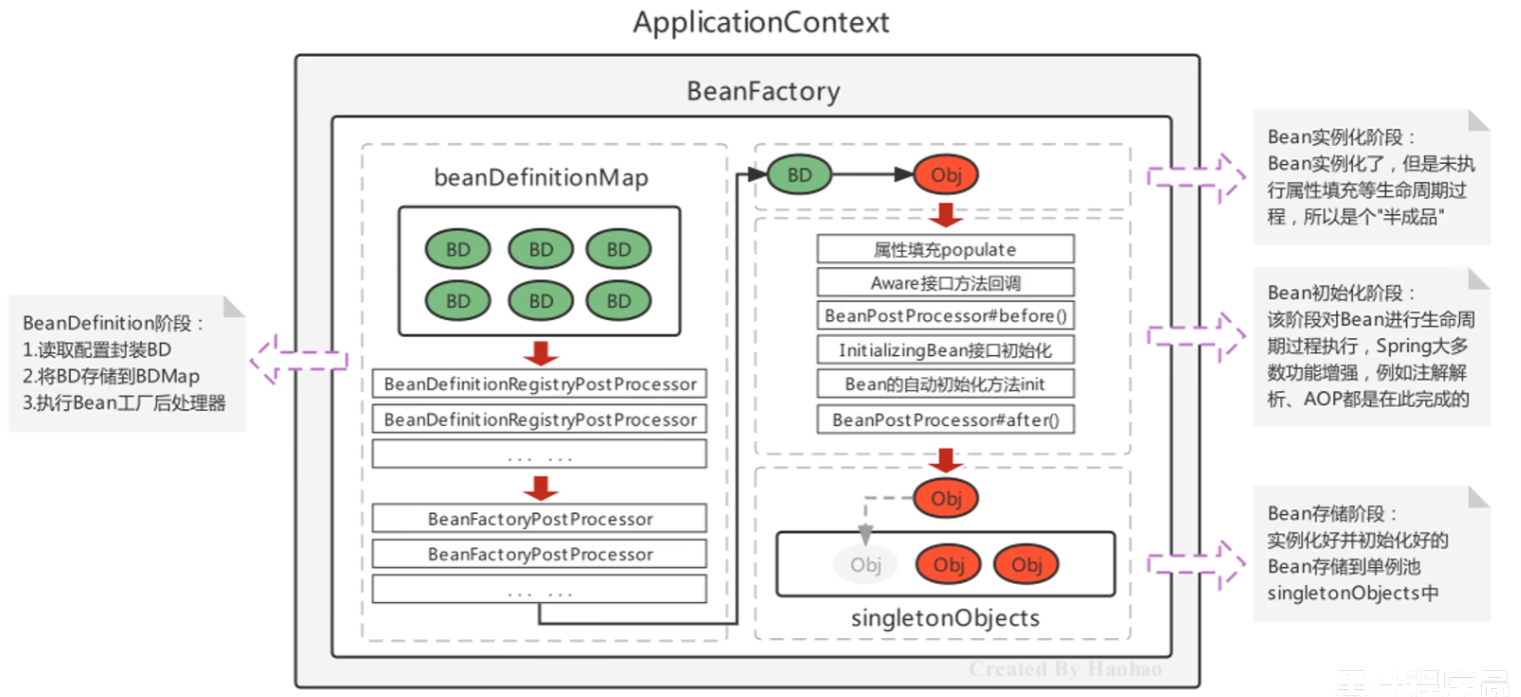 ApplicationContext
BeanFactory
beanDefinitionMap
BD BD BD
BD BD BD
BeanDefinitionRegistryPostProcessor
BeanDefinitionRegistryPostProcessor
... ...
BeanFactoryPostProcessor
BeanFactoryPostProcessor
... ...
BeanDefinition阶段：
1.读取配置封装BD
2.将BD存储到BDMap
3.执行Bean工厂后处理器
BD Obj
属性填充populate
Aware接口方法回调
BeanPostProcessor#before()
InitializingBean接口初始化
Bean的自动初始化方法init
BeanPostProcessor#after()
Obj
Obj Obj Obj
singletonObjects
Bean实例化阶段：
Bean实例化了，但是未执
行属性填充等生命周期过
程，所以是个"半成品"
Bean初始化阶段：
该阶段对Bean进行生命周
期过程执行，Spring大多
数功能增强，例如注解解
析、AOP都是在此完成的
Bean存储阶段：
实例化好并初始化好的
Bean存储到单例池
singletonObjects中
Created By Haohao